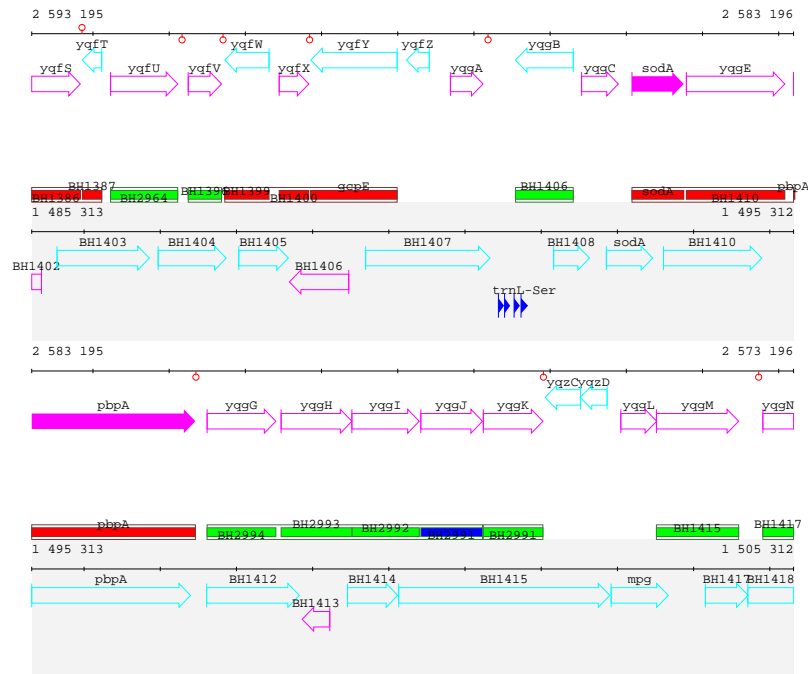 2 593 195 2 583 196
yqfT yqfW yqfY yqfZ yqgB
yqfS yqfU yqfV yqfX yqgA yqgC sodA yqgE
BH1387 BH1399 gcpE BH1406 sodA pbpA
BH1386 BH2964 BH1400 BH1410
1 485 313 1 495 312
BH1403 BH1404 BH1405 BH1407 BH1408 sodA BH1410
BH1402 BH1406
trnL-Ser
2 583 195 2 573 196
yqzC yqzD
pbpA yqgG yqgH yqgI yqgJ yqgK yqgL yqgM yqgN
pbpA BH2993 BH2992 BH1415 BH1417
BH2994 BH2991 BH2991
1 495 313 1 505 312
pbpA BH1412 BH1414 BH1415 mpg BH1417 BH1418
BH1413